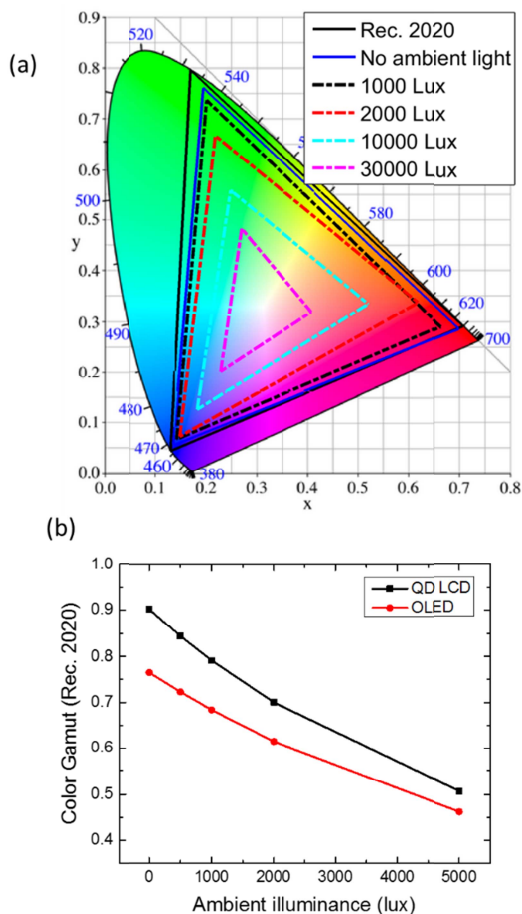 (a)
Rec. 2020
No ambient light
1000 Lux
2000 Lux
10000 Lux
30000 Lux
0.9
0.8
0.7
0.6
0.5
0.4
0.3
0.2
0.1
0.0
y
520
540
500
580
600
620
700
490
480
470
460
380
0.0 0.1 0.2 0.3 0.4 0.5 0.6 0.7 0.8
x
(b)
QD LCD
OLED
1.0
0.9
0.8
0.7
0.6
0.5
0.4
Color Gamut (Rec. 2020)
0 1000 2000 3000 4000 5000
Ambient illuminance (lux)